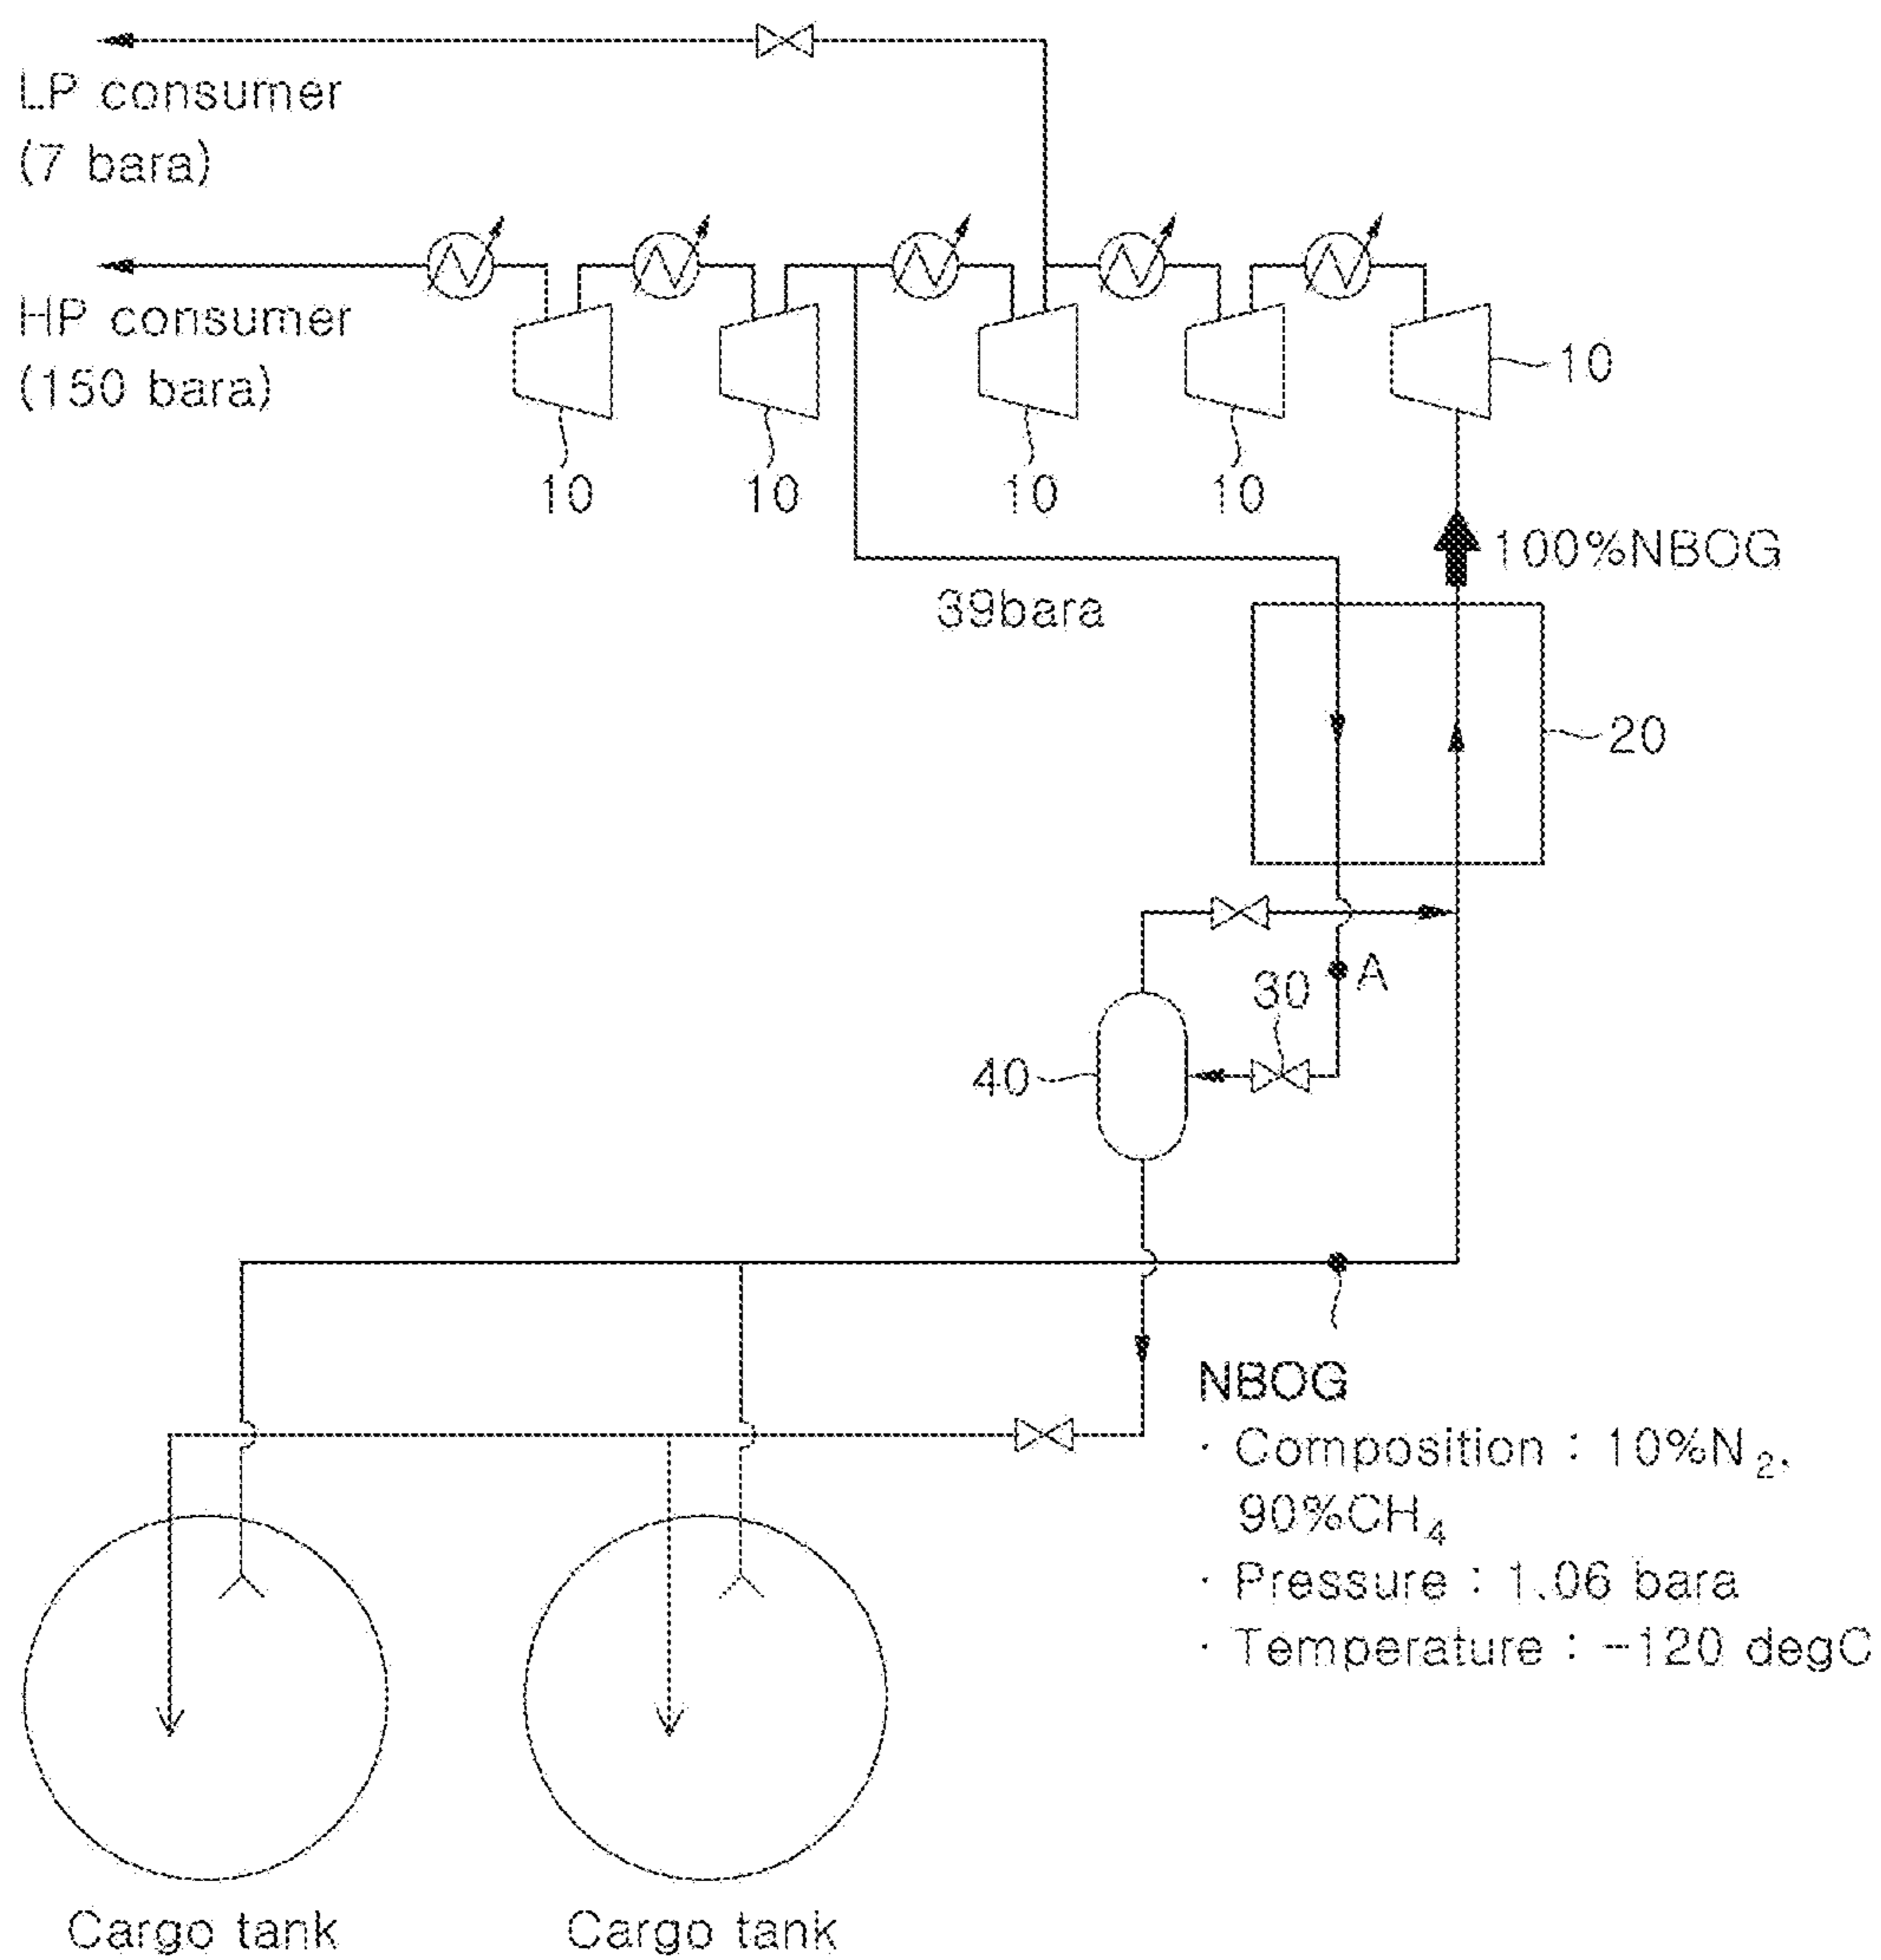 LP consumer
(7 bara)
HP consumer
(150 bara)
10
10
10
10
10
100%NBOG
39bara
20
A
30
40
NBOG
· Composition : 10%N₂,
90%CH₄
· Pressure : 1.06 bara
· Temperature : -120 degC
Cargo tank
Cargo tank